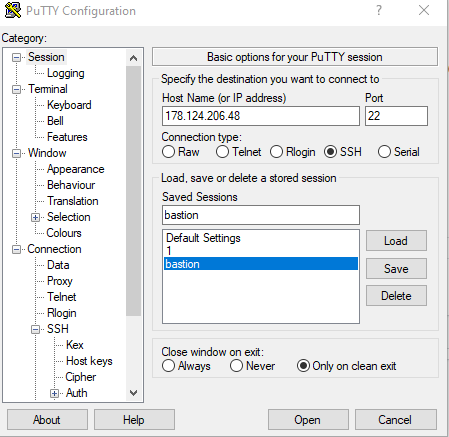 PuTTY Configuration
?
Category:
Session
Logging
Terminal
Keyboard
Bell
Features
Window
Appearance
Behaviour
Translation
Selection
Colours
Connection
Data
Proxy
Telnet
Rlogin
SSH
Kex
Host keys
Cipher
Auth
Basic options for your PuTTY session
Specify the destination you want to connect to
Host Name (or IP address) Port
178.124.206.48 22
Connection type:
Raw Telnet Rlogin SSH Serial
Load, save or delete a stored session
Saved Sessions
bastion
Default Settings
1
bastion
Load
Save
Delete
Close window on exit:
Always Never Only on clean exit
About Help Open Cancel